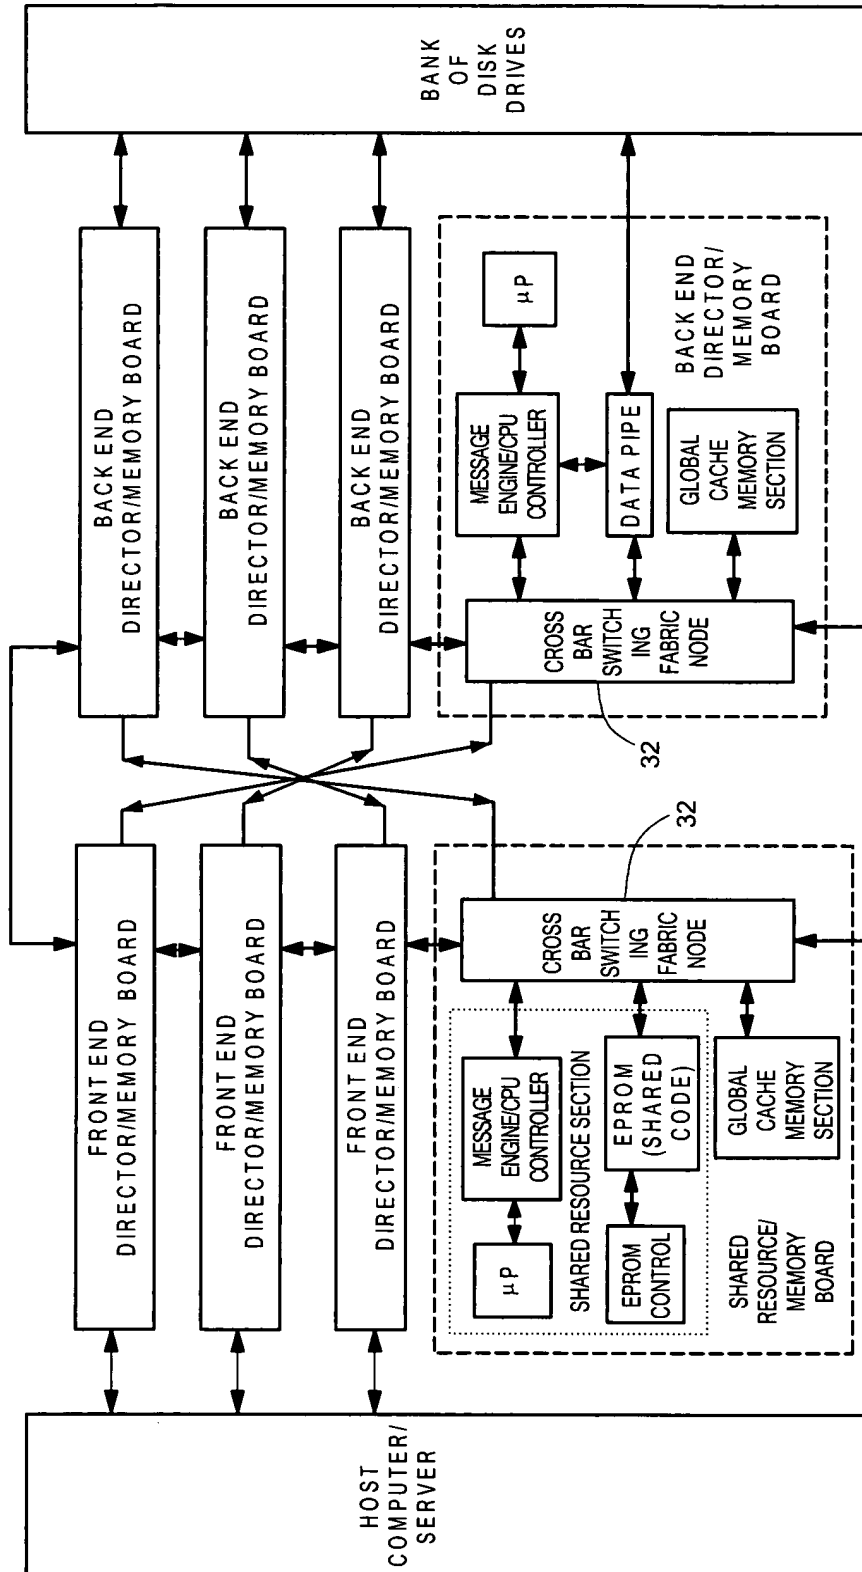 HOST
COMPUTER/
SERVER
FRONT END
DIRECTOR/MEMORY BOARD
FRONT END
DIRECTOR/MEMORY BOARD
FRONT END
DIRECTOR/MEMORY BOARD
µP
MESSAGE
ENGINE/CPU
CONTROLLER
SHARED RESOURCE SECTION
EPROM
CONTROL
EPROM
(SHARED
CODE)
SHARED
RESOURCE/
MEMORY
BOARD
GLOBAL
CACHE
MEMORY
SECTION
CROSS
BAR
SWITCH
ING
FABRIC
NODE
32
BACK END
DIRECTOR/MEMORY BOARD
BACK END
DIRECTOR/MEMORY BOARD
BACK END
DIRECTOR/MEMORY BOARD
32
CROSS
BAR
SWITCH
ING
FABRIC
NODE
MESSAGE
ENGINE/CPU
CONTROLLER
µP
DATA PIPE
GLOBAL
CACHE
MEMORY
SECTION
BACK END
DIRECTOR/
MEMORY
BOARD
BANK
OF
DISK
DRIVES